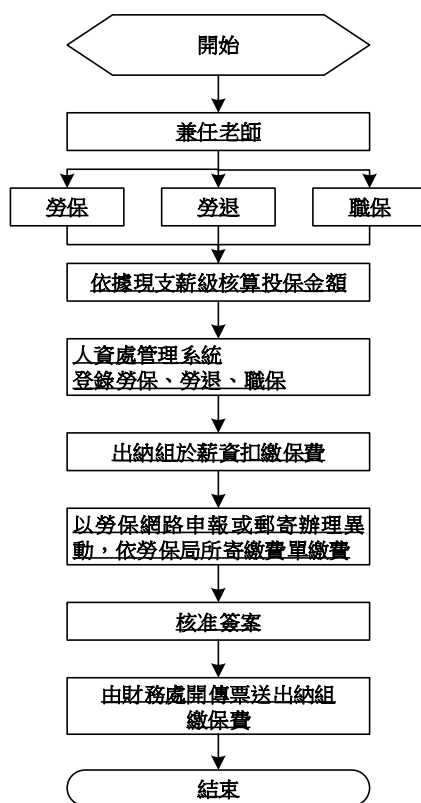 開始
兼任老師
勞保
勞退
職保
依據現支薪級核算投保金額
人資處管理系統
登錄勞保、勞退、職保
出納組於薪資扣繳保費
以勞保網路申報或郵寄辦理異
動，依勞保局所寄繳費單繳費
核准簽案
由財務處開傳票送出納組
繳保費
結束